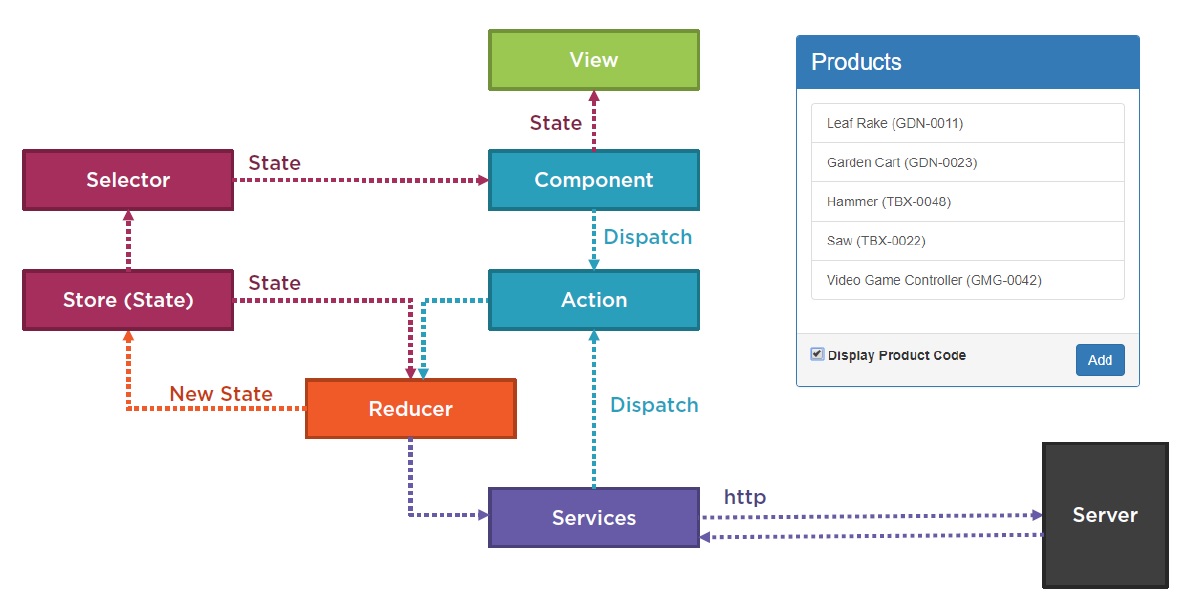 View
State
Selector
State
Component
Dispatch
Store (State)
State
Action
New State
Reducer
Dispatch
Services
http
Server
Products
Leaf Rake (GDN-0011)
Garden Cart (GDN-0023)
Hammer (TBX-0048)
Saw (TBX-0022)
Video Game Controller (GMG-0042)
Display Product Code
Add